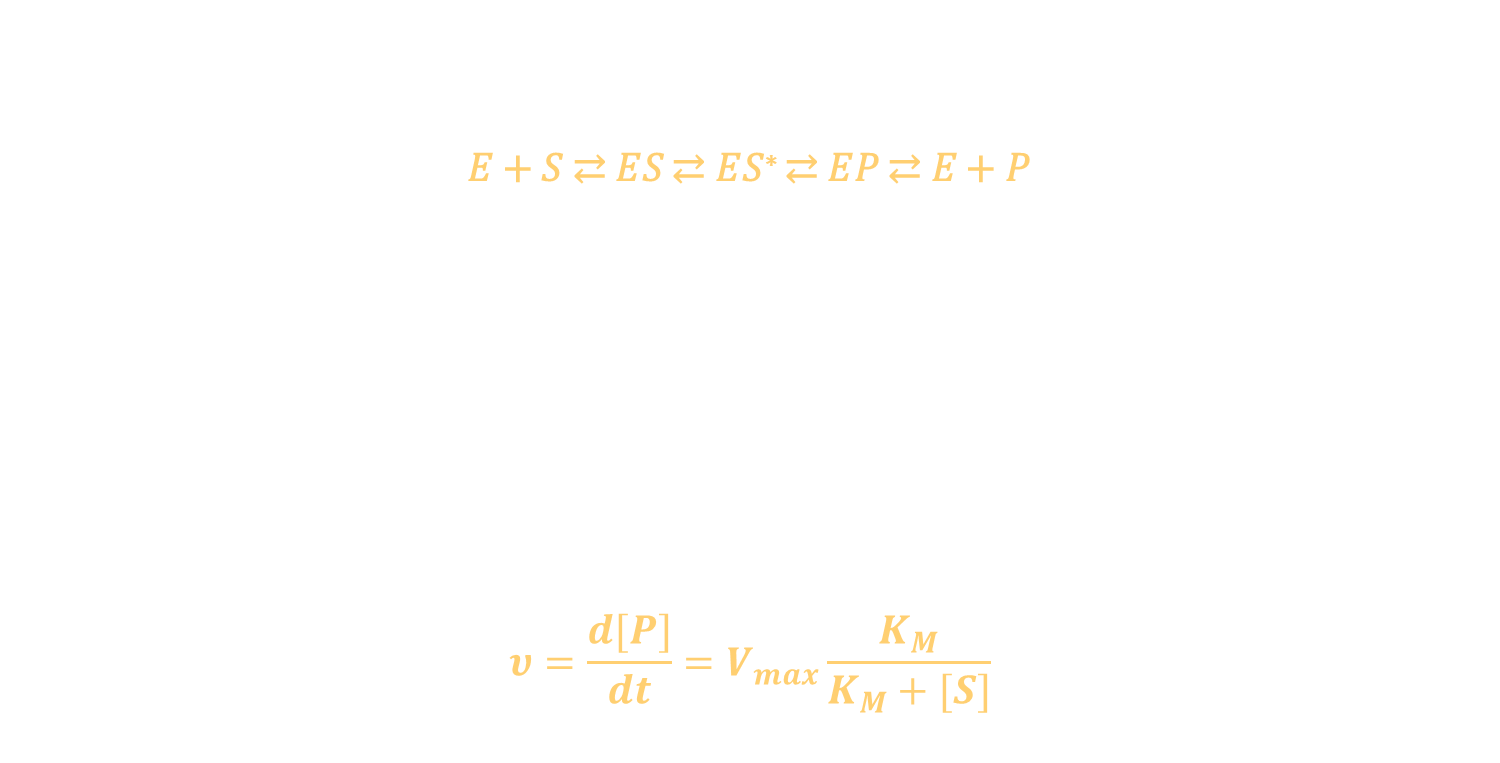 E + S ⇄ ES ⇄ ES* ⇄ EP ⇄ E + P
v = d[P]/dt = V_max K_M/(K_M + [S])